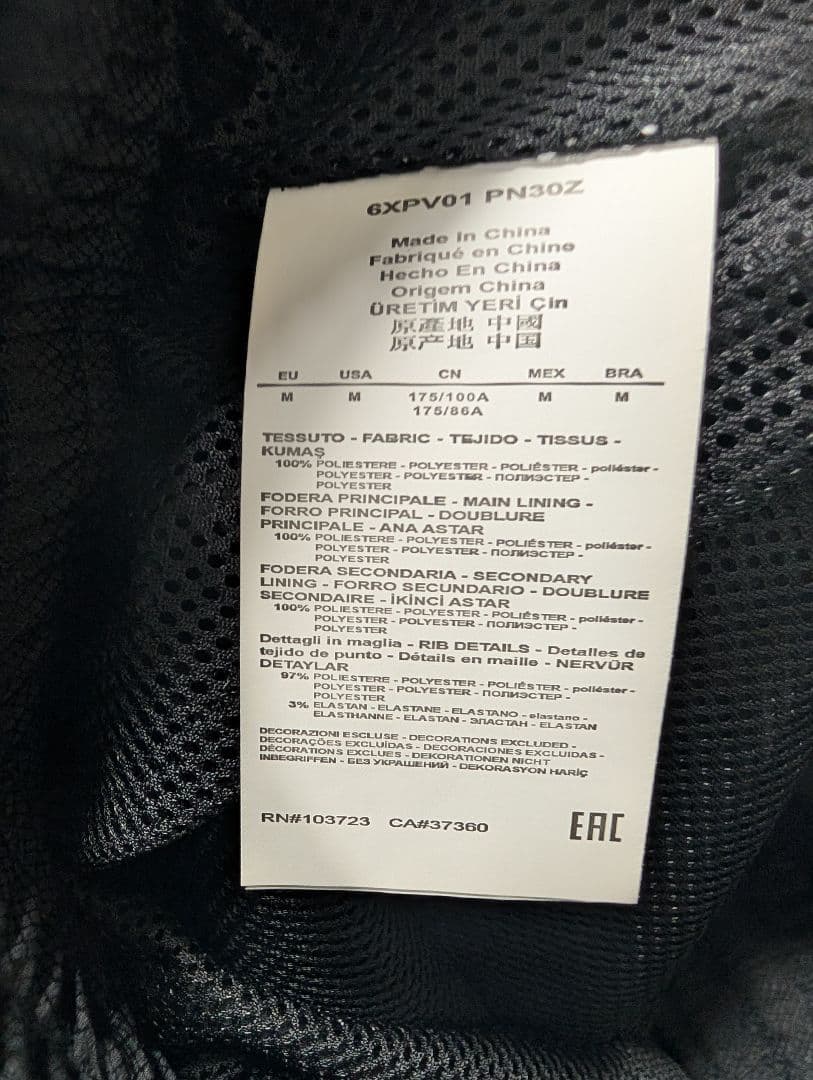 6XPV01 PN30Z
Made In China
Fabriqué en Chine
Hecho En China
Origem China
ÜRETİM YERİ Çin
原產地 中國
原产地 中国
EU USA CN MEX BRA
M M 175/100A M M
175/86A
TESSUTO - FABRIC - TEJIDO - TISSUS -
KUMAŞ
100% POLIESTERE - POLYESTER - POLIÉSTER - poliéster -
POLYESTER - POLYESTER - ПОЛИЭСТЕР -
POLYESTER
FODERA PRINCIPALE - MAIN LINING -
FORRO PRINCIPAL - DOUBLURE
PRINCIPALE - ANA ASTAR
100% POLIESTERE - POLYESTER - POLIÉSTER - poliéster -
POLYESTER - POLYESTER - ПОЛИЭСТЕР -
POLYESTER
FODERA SECONDARIA - SECONDARY
LINING - FORRO SECUNDARIO - DOUBLURE
SECONDAIRE - İKİNCİ ASTAR
100% POLIESTERE - POLYESTER - POLIÉSTER - poliéster -
POLYESTER - POLYESTER - ПОЛИЭСТЕР -
POLYESTER
Dettagli in maglia - RIB DETAILS - Detalles de
tejido de punto - Détails en maille - NERVÜR
DETAYLAR
97% POLIESTERE - POLYESTER - POLIÉSTER - poliéster -
POLYESTER - POLYESTER - ПОЛИЭСТЕР -
POLYESTER
3% ELASTAN - ELASTANE - ELASTANO - elastano -
ELASTHANNE - ELASTAN - ЭЛАСТАН - ELASTAN
DECORAZIONI ESCLUSE - DECORATIONS EXCLUDED -
DECORAÇÕES EXCLUÍDAS - DECORACIONES EXCLUIDAS -
DÉCORATIONS EXCLUES - DEKORATIONEN NICHT
INBEGRIFFEN - БЕЗ УКРАШЕНИЙ - DEKORASYON HARİÇ
RN#103723 CA#37360
EAC